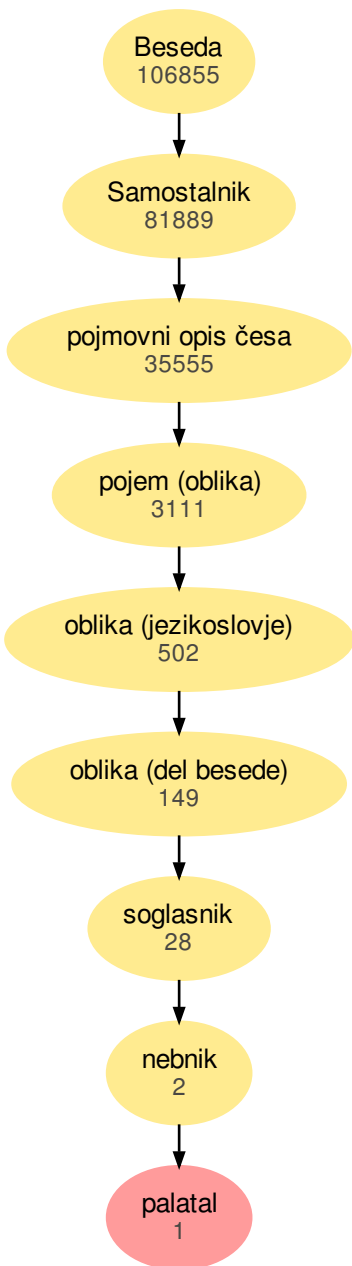 Beseda
106855
Samostalnik
81889
pojmovni opis česa
35555
pojem (oblika)
3111
oblika (jezikoslovje)
502
oblika (del besede)
149
soglasnik
28
nebnik
2
palatal
1